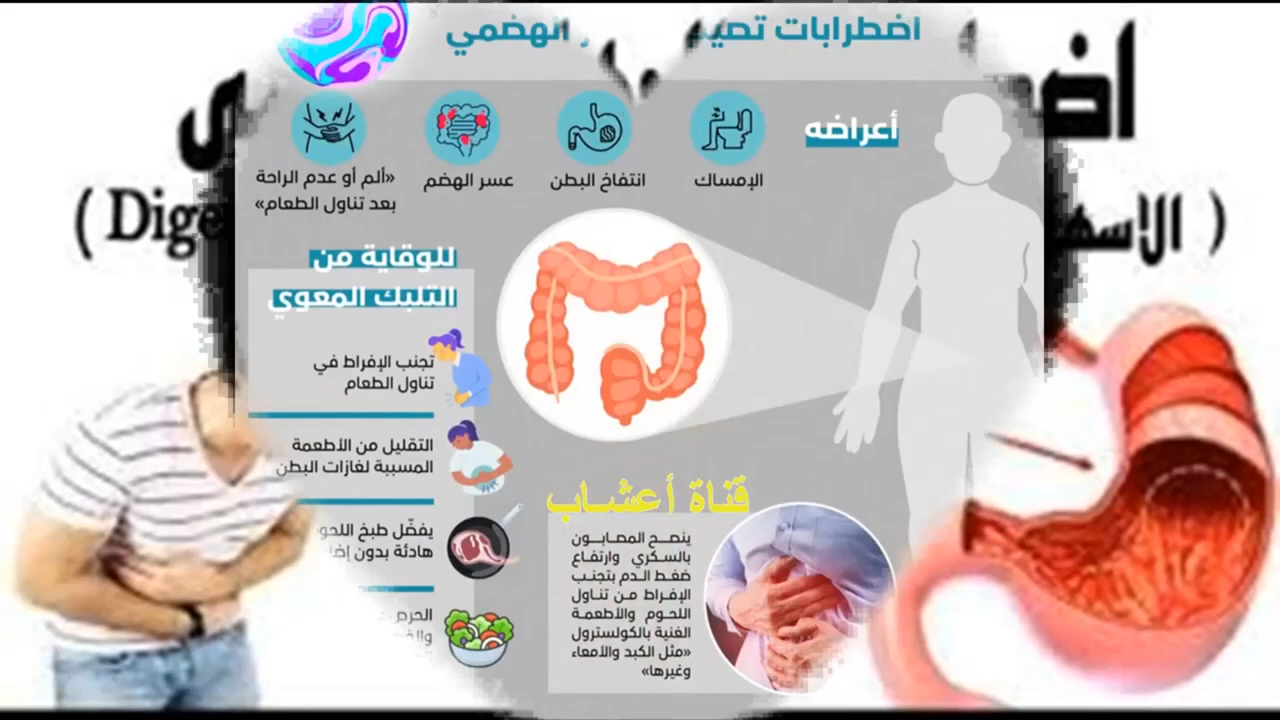 اضطرابات تصيب الهضمي
أعراضه
الإمساك
انتفاخ البطن
عسر الهضم
«ألم أو عدم الراحة
بعد تناول الطعام»
للوقاية من
التلبك المعوي
تجنب الإفراط في
تناول الطعام
التقليل من الأطعمة
المسببة لغازات البطن
يفضّل طبخ
هادئة بدون
الحرص
قناة أعشاب
ينصح المصابون
بالسكري وارتفاع
ضغط الدم بتجنب
الإفراط من تناول
اللحوم والأطعمة
الغنية بالكولسترول
«مثل الكبد والأمعاء
وغيرها»